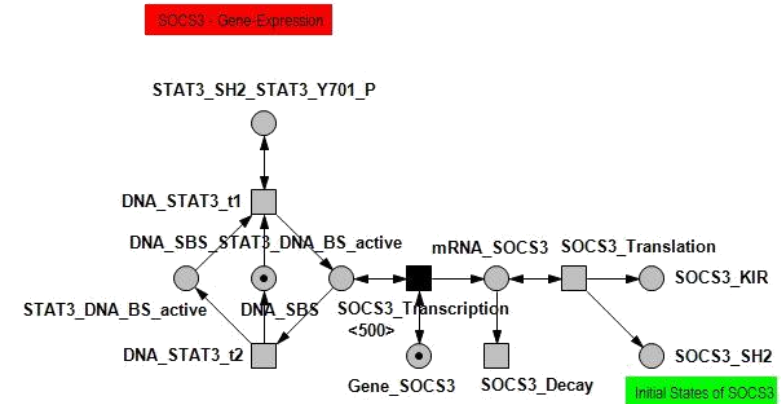 SOCS3 - Gene-Expression
STAT3_SH2_STAT3_Y701_P
DNA_STAT3_t1
DNA_SBS_STAT3_DNA_BS_active
mRNA_SOCS3
SOCS3_Translation
SOCS3_KIR
STAT3_DNA_BS_active
DNA_SBS
SOCS3_Transcription
<500>
DNA_STAT3_t2
Gene_SOCS3
SOCS3_Decay
SOCS3_SH2
Initial States of SOCS3